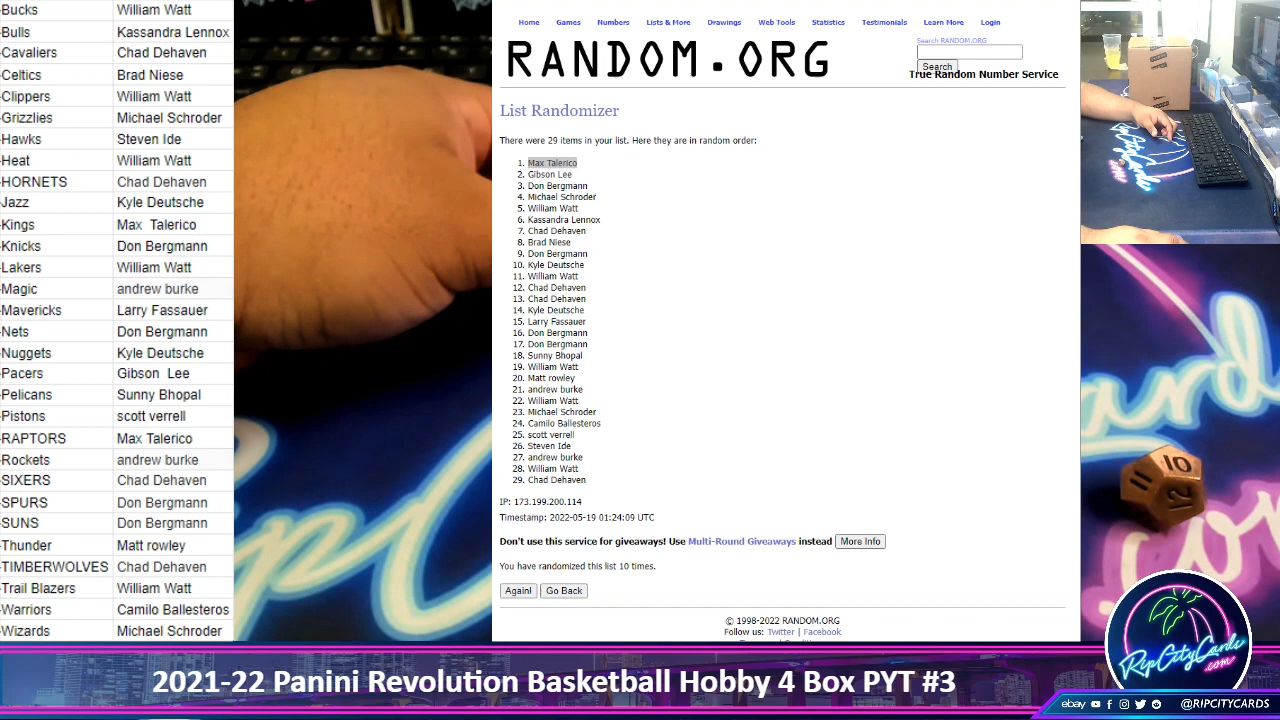 -Bucks William Watt
-Bulls Kassandra Lennox
-Cavaliers Chad Dehaven
-Celtics Brad Niese
-Clippers William Watt
-Grizzlies Michael Schroder
-Hawks Steven Ide
-Heat William Watt
-HORNETS Chad Dehaven
-Jazz Kyle Deutsche
-Kings Max Talerico
-Knicks Don Bergmann
-Lakers William Watt
-Magic andrew burke
-Mavericks Larry Fassauer
-Nets Don Bergmann
-Nuggets Kyle Deutsche
-Pacers Gibson Lee
-Pelicans Sunny Bhopal
-Pistons scott verrell
-RAPTORS Max Talerico
-Rockets andrew burke
-SIXERS Chad Dehaven
-SPURS Don Bergmann
-SUNS Don Bergmann
-Thunder Matt rowley
-TIMBERWOLVES Chad Dehaven
-Trail Blazers William Watt
-Warriors Camilo Ballesteros
-Wizards Michael Schroder
Home Games Numbers Lists & More Drawings Web Tools Statistics Testimonials Learn More Login
RANDOM.ORG
Search RANDOM.ORG
Search
True Random Number Service
List Randomizer
There were 29 items in your list. Here they are in random order:
1. Max Talerico
2. Gibson Lee
3. Don Bergmann
4. Michael Schroder
5. William Watt
6. Kassandra Lennox
7. Chad Dehaven
8. Brad Niese
9. Don Bergmann
10. Kyle Deutsche
11. William Watt
12. Chad Dehaven
13. Chad Dehaven
14. Kyle Deutsche
15. Larry Fassauer
16. Don Bergmann
17. Don Bergmann
18. Sunny Bhopal
19. William Watt
20. Matt rowley
21. andrew burke
22. William Watt
23. Michael Schroder
24. Camilo Ballesteros
25. scott verrell
26. Steven Ide
27. andrew burke
28. William Watt
29. Chad Dehaven
IP: 173.199.200.114
Timestamp: 2022-05-19 01:24:09 UTC
Don't use this service for giveaways! Use Multi-Round Giveaways instead More Info
You have randomized this list 10 times.
Again! Go Back
© 1998-2022 RANDOM.ORG
Follow us: Twitter | Facebook
11 10 12
RipCityCards
.com
2021-22 Panini Revolution Basketball Hobby 4 Box PYT #3
ebay @RIPCITYCARDS